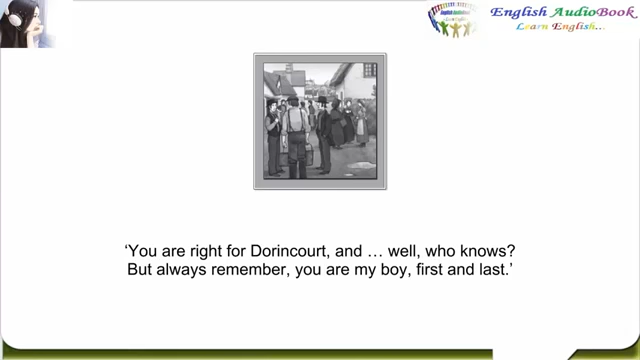 English AudioBook
Learn English...
‘You are right for Dorincourt, and … well, who knows?
But always remember, you are my boy, first and last.’